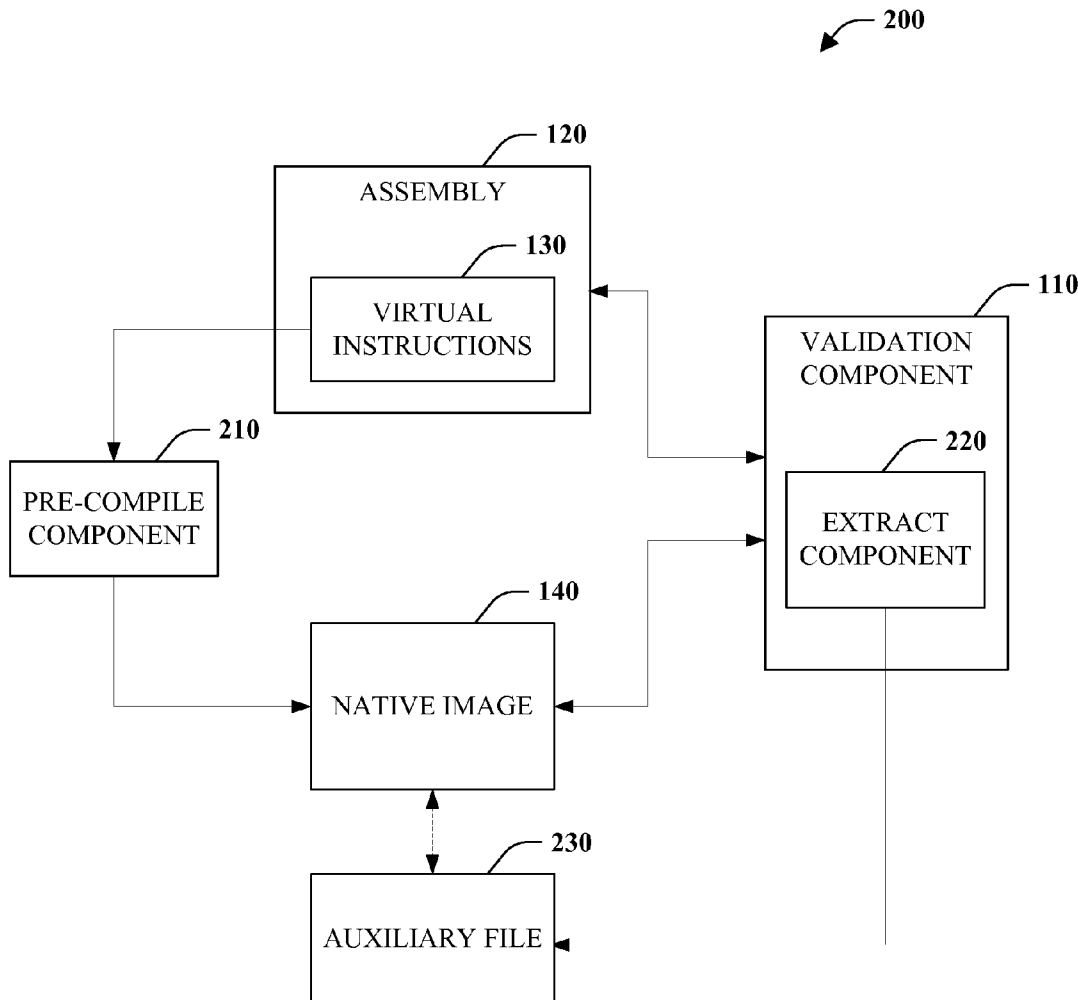 200
120
ASSEMBLY
130
VIRTUAL
INSTRUCTIONS
110
VALIDATION
COMPONENT
210
PRE-COMPILE
COMPONENT
220
EXTRACT
COMPONENT
140
NATIVE IMAGE
230
AUXILIARY FILE